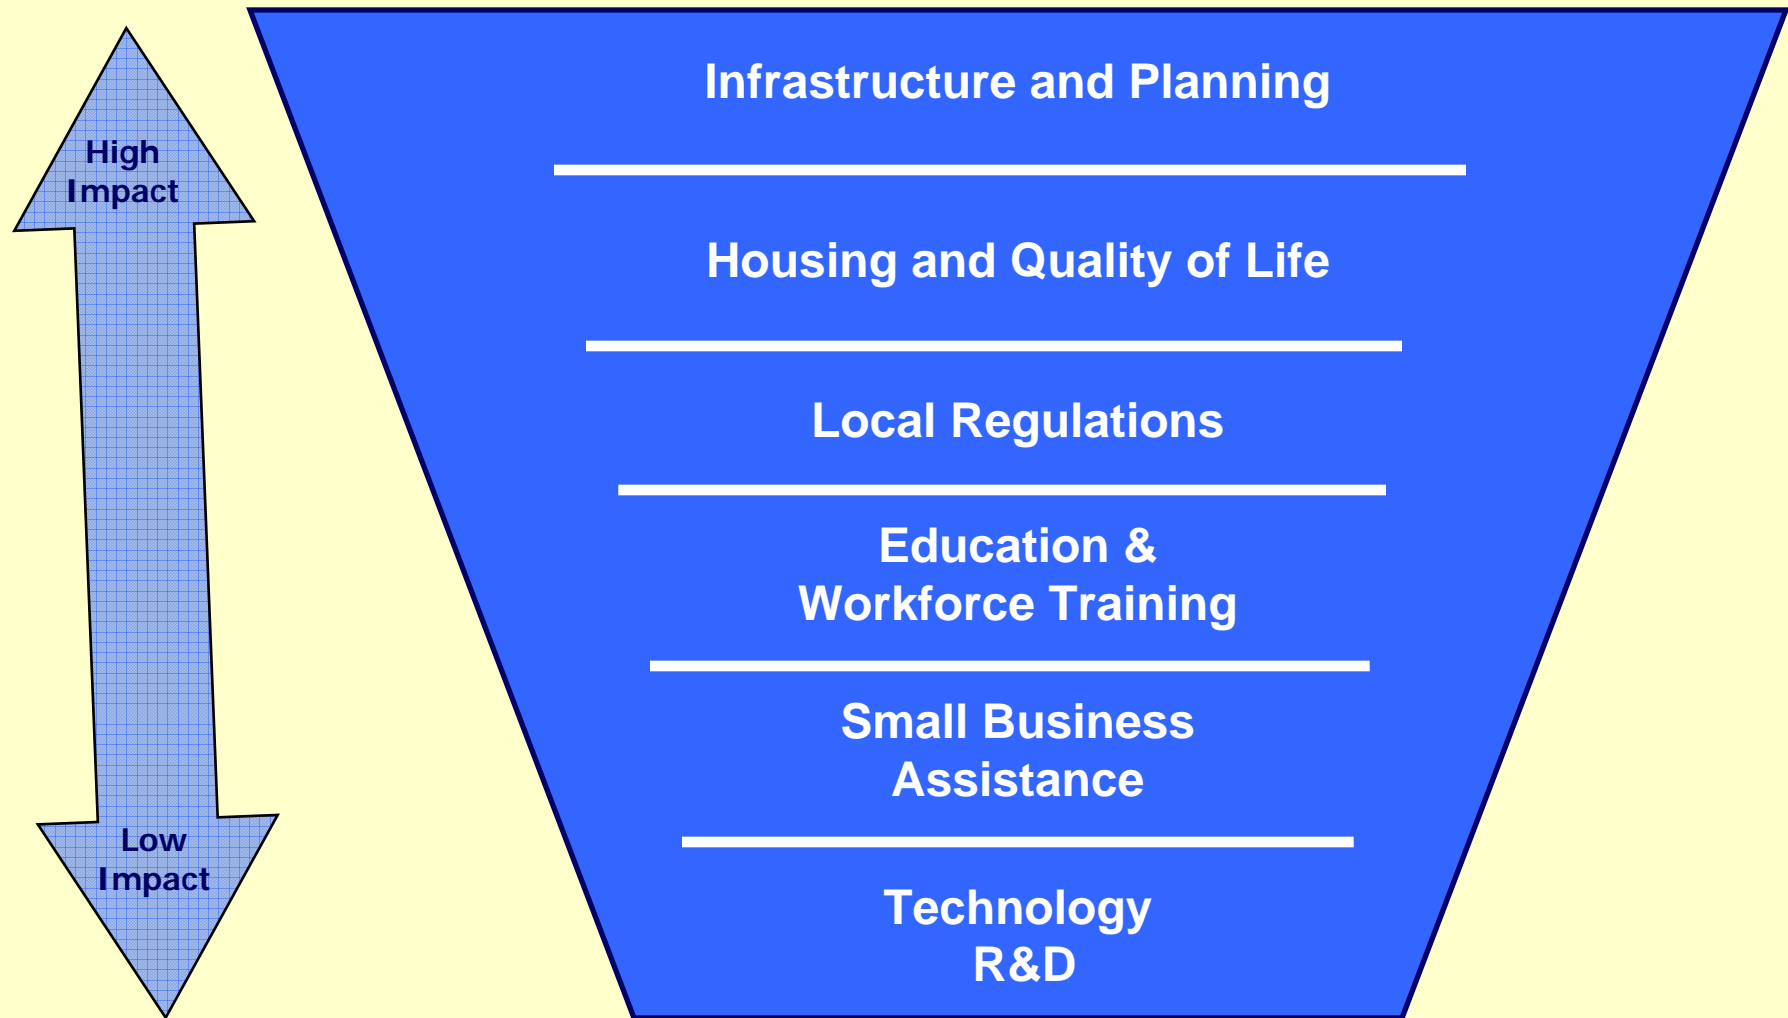 High
Impact
Infrastructure and Planning
Housing and Quality of Life
Local Regulations
Education &
Workforce Training
Small Business
Assistance
Low
Impact
Technology
R&D